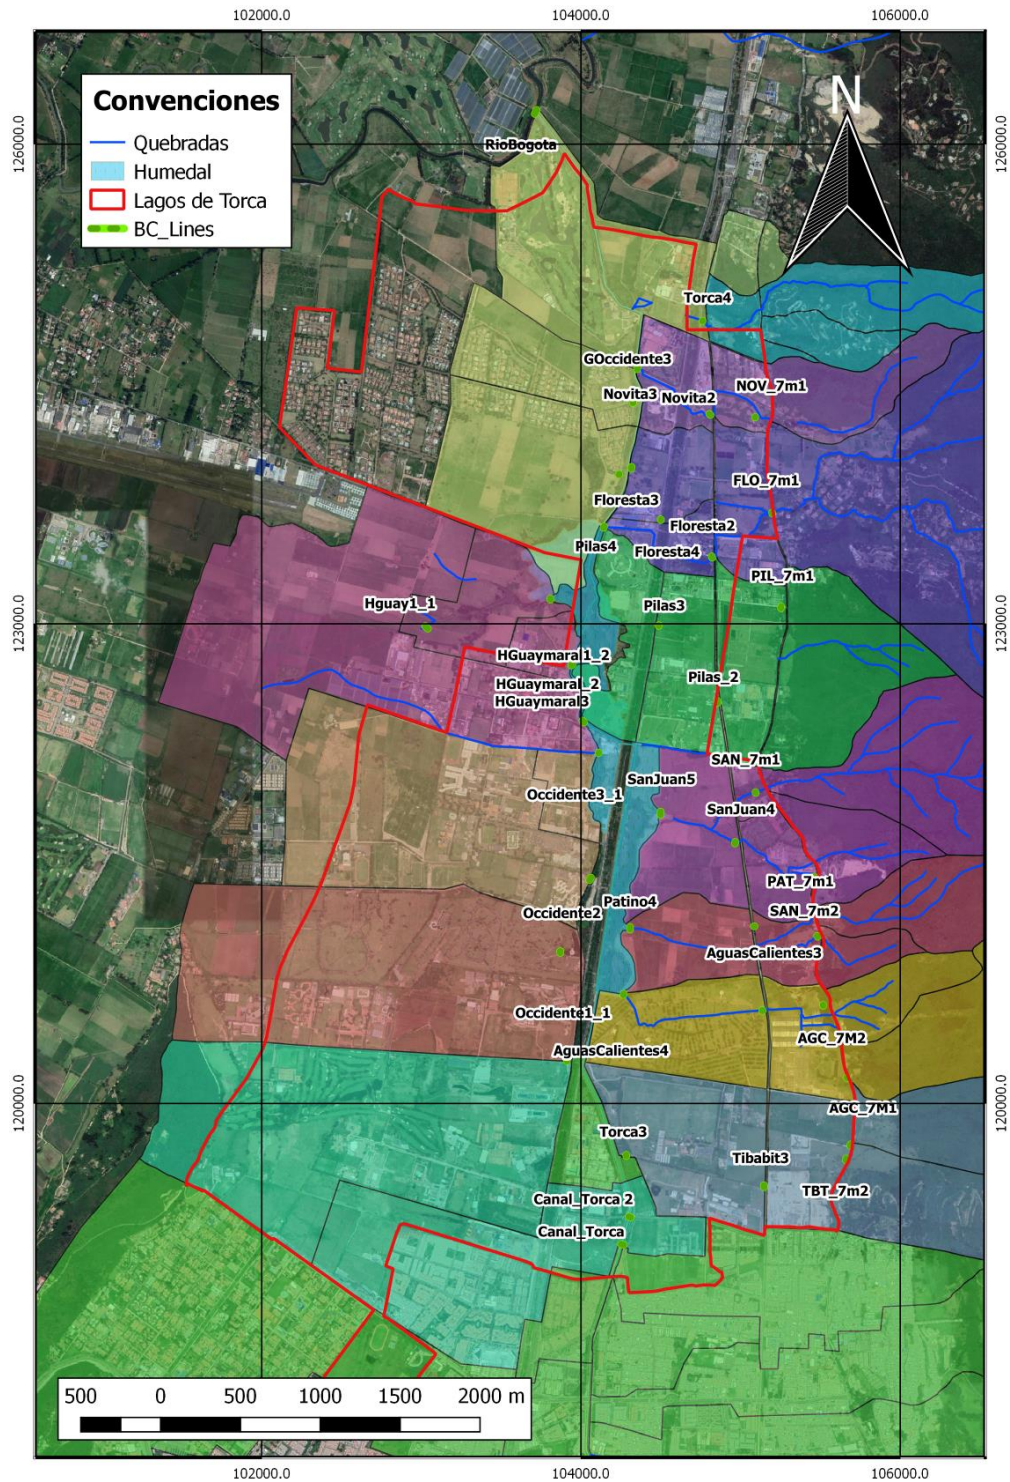 102000.0 104000.0 106000.0
Convenciones
Quebradas
Humedal
Lagos de Torca
BC_Lines
N
126000.0 126000.0
RioBogota
Torca4
GOccidente3
NOV_7m1
Novita3 Novita2
FLO_7m1
Floresta3
Floresta2
Pilas4 Floresta4
PIL_7m1
Hguay1_1 Pilas3
123000.0 123000.0
HGuaymaral1_2
Pilas_2
HGuaymaral_2
HGuaymaral3
SAN_7m1
SanJuan5
Occidente3_1
SanJuan4
PAT_7m1
Patino4
Occidente2 SAN_7m2
AguasCalientes3
Occidente1_1
AGC_7M2
AguasCalientes4
120000.0 120000.0
AGC_7M1
Torca3
Tibabit3
TBT_7m2
Canal_Torca 2
Canal_Torca
500 0 500 1000 1500 2000 m
102000.0 104000.0 106000.0